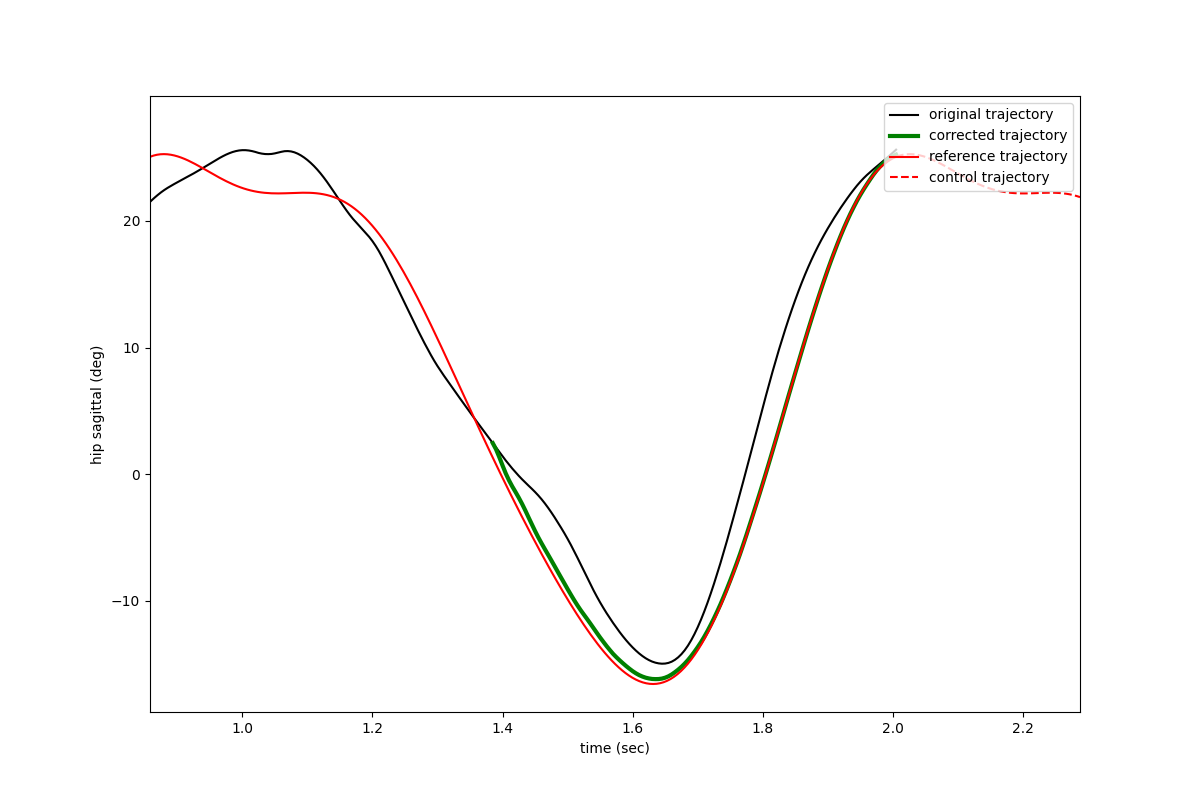 original trajectory
corrected trajectory
reference trajectory
control trajectory
hip sagittal (deg)
20
10
0
−10
1.0 1.2 1.4 1.6 1.8 2.0 2.2
time (sec)